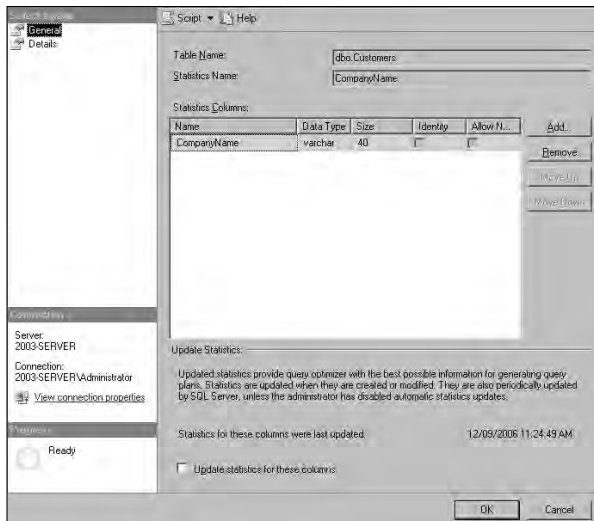 Select a page
General
Details
Script
Help
Table Name:
dbo.Customers
Statistics Name:
CompanyName
Statistics Columns:
Name Data Type Size Identity Allow N...
CompanyName varchar 40
Add...
Remove
Move Up
Move Down
Connection
Server:
2003-SERVER
Connection:
2003-SERVER\Administrator
View connection properties
Progress
Ready
Update Statistics:
Updated statistics provide query optimizer with the best possible information for generating query
plans. Statistics are updated when they are created or modified. They are also periodically updated
by SQL Server, unless the administrator has disabled automatic statistics updates.
Statistics for these columns were last updated: 12/09/2006 11:24:49 AM
Update statistics for these columns
OK
Cancel